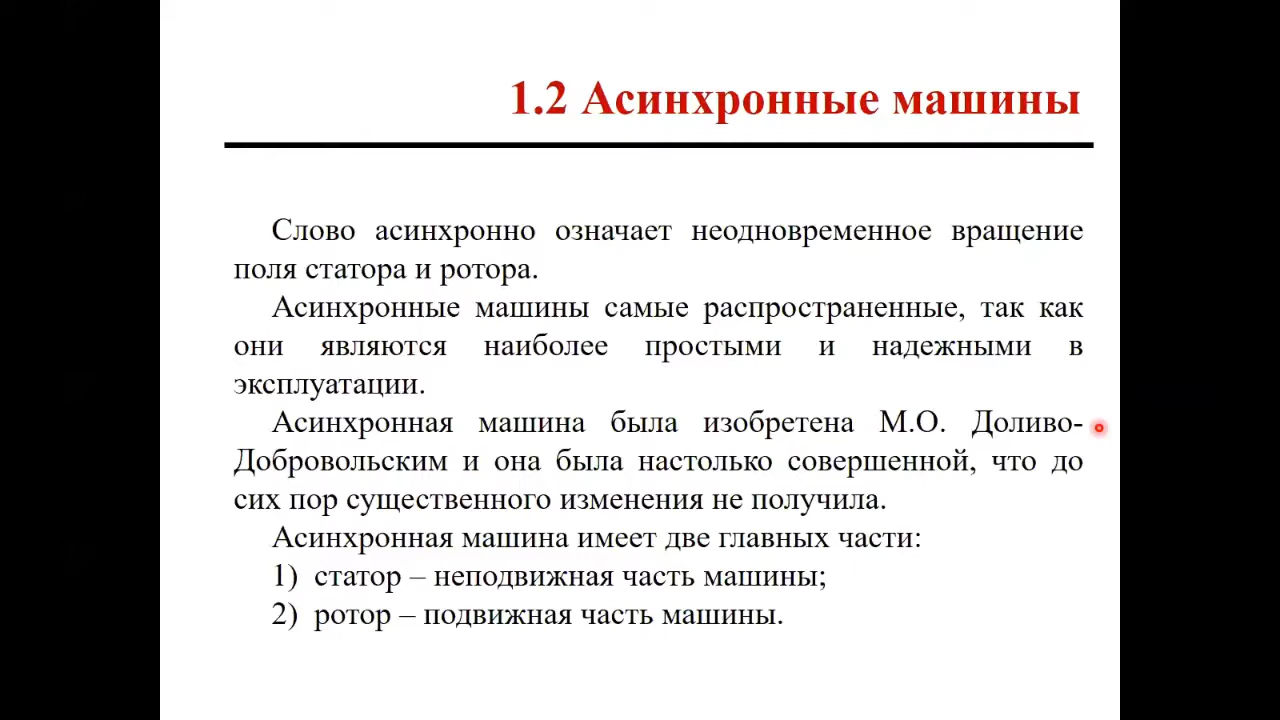 1.2 Асинхронные машины
Слово асинхронно означает неодновременное вращение
поля статора и ротора.
Асинхронные машины самые распространенные, так как
они являются наиболее простыми и надежными в
эксплуатации.
Асинхронная машина была изобретена М.О. Доливо-
Добровольским и она была настолько совершенной, что до
сих пор существенного изменения не получила.
Асинхронная машина имеет две главных части:
1) статор – неподвижная часть машины;
2) ротор – подвижная часть машины.